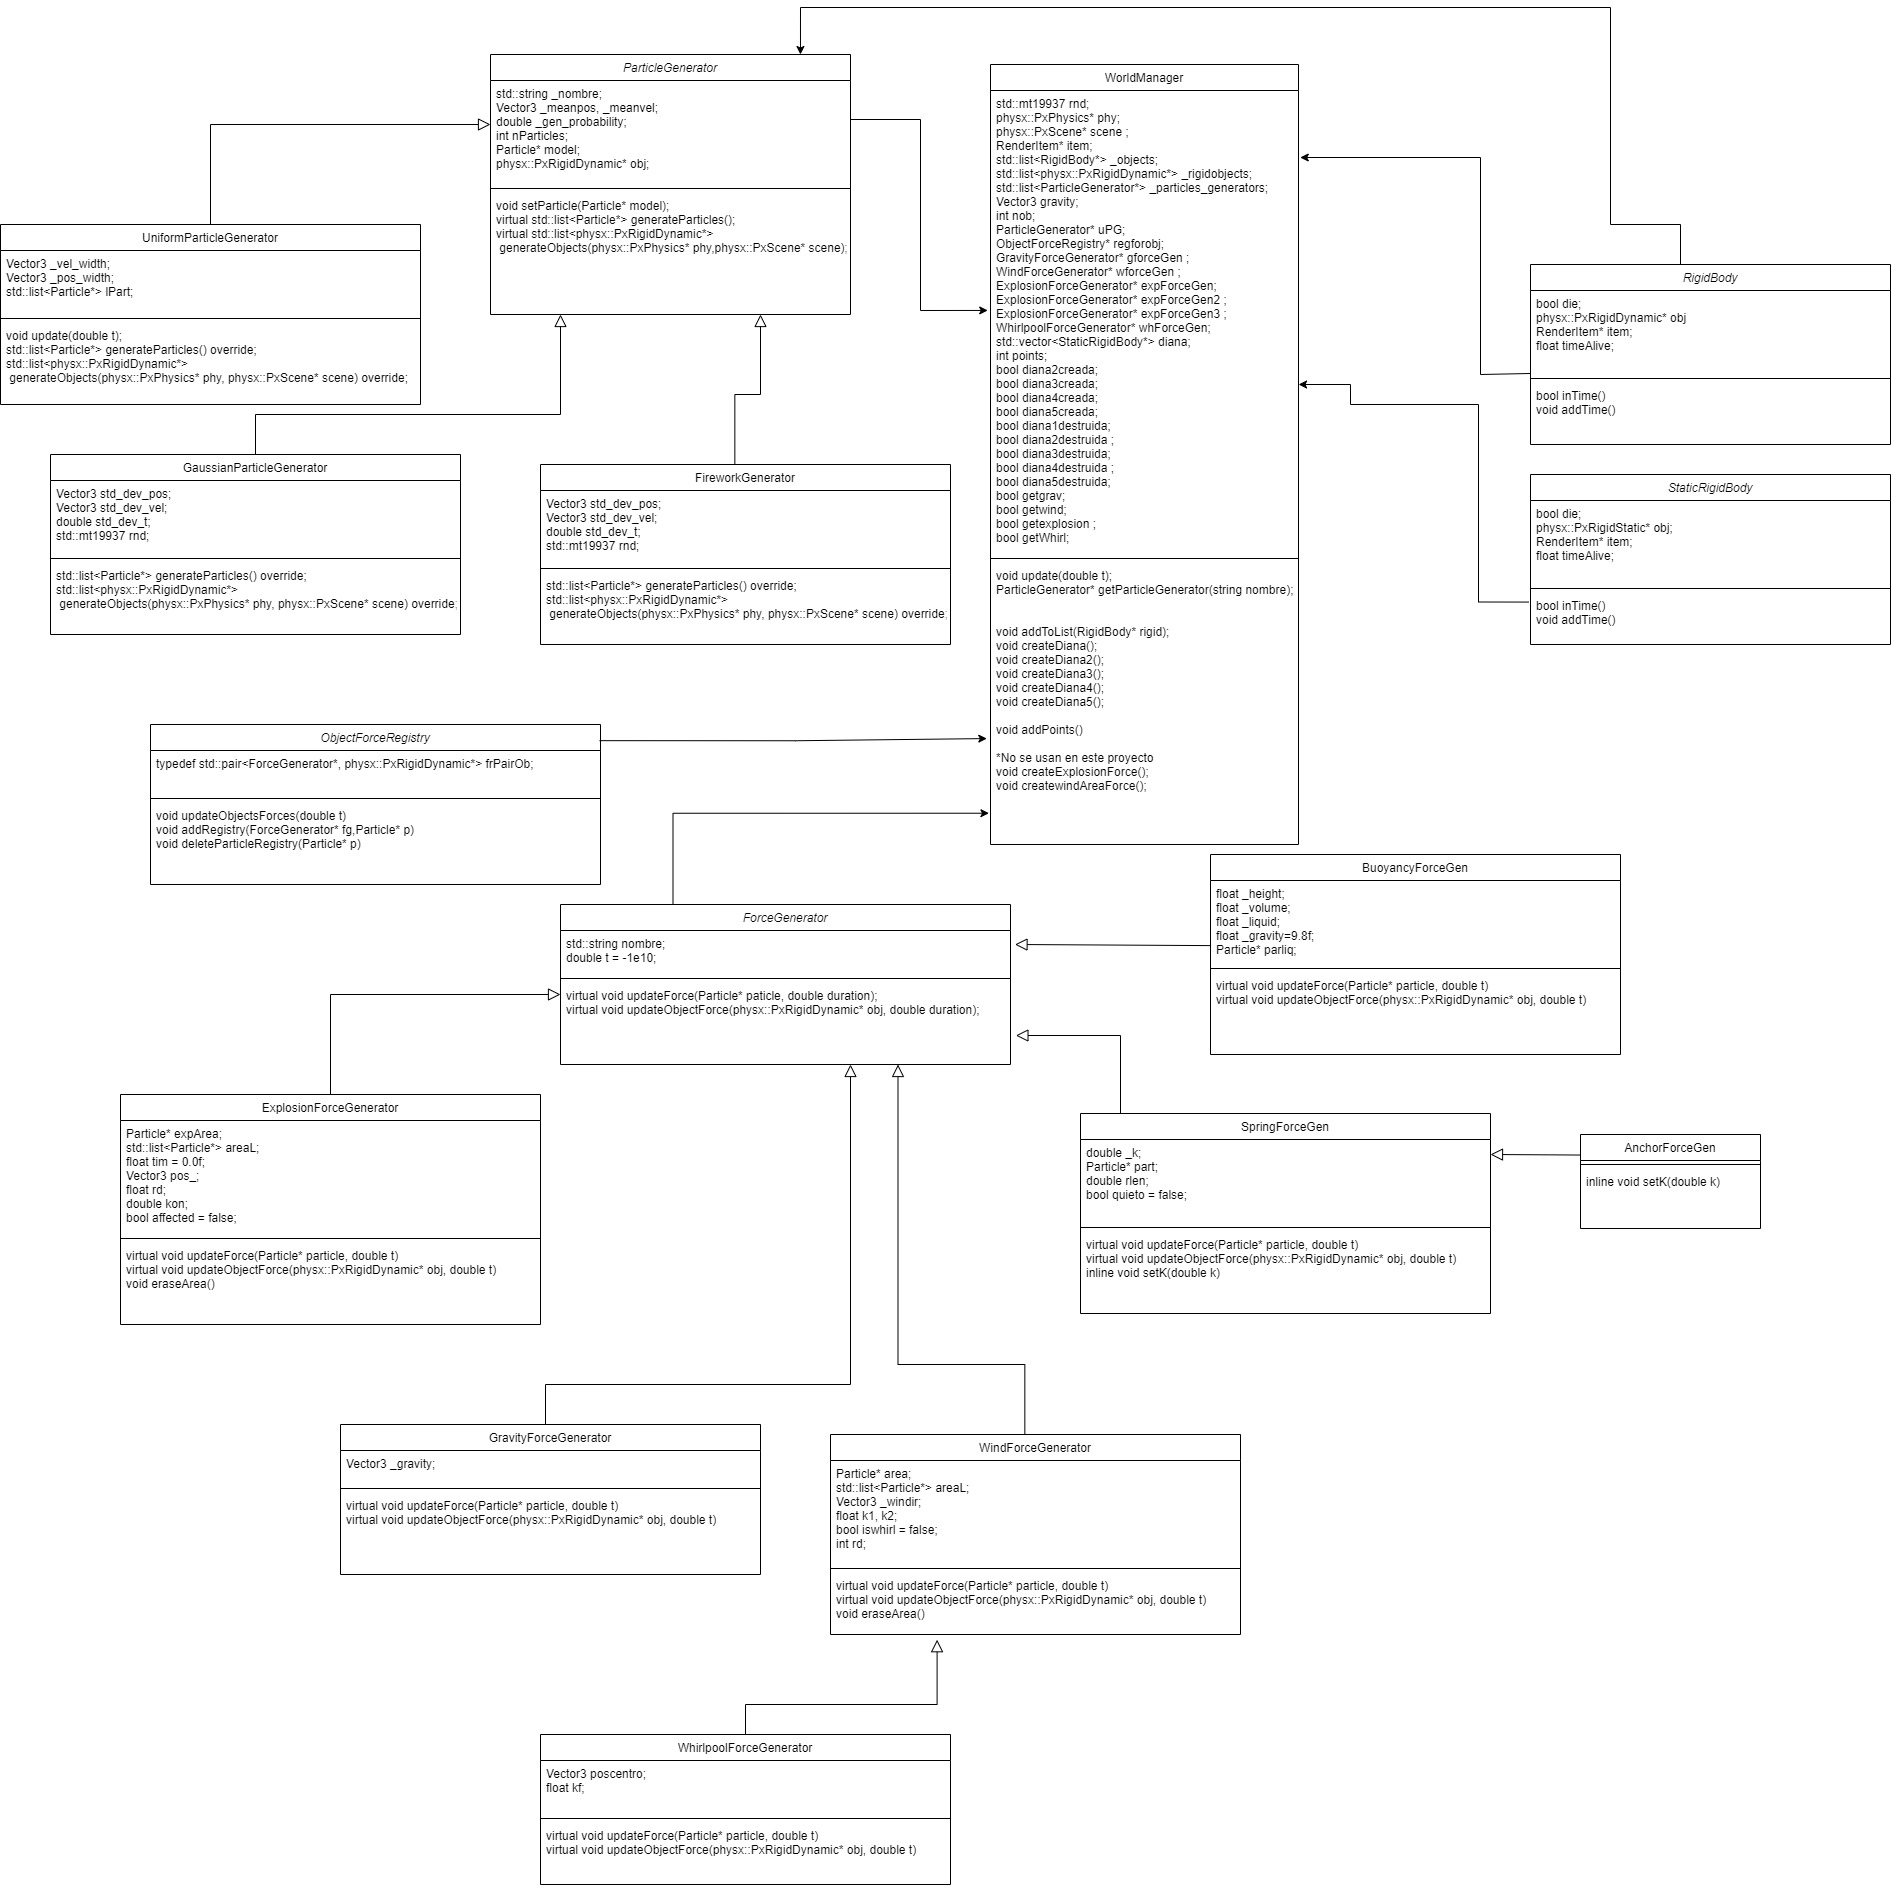 ParticleGenerator
std::string _nombre;
Vector3 _meanpos, _meanvel;
double _gen_probability;
int nParticles;
Particle* model;
physx::PxRigidDynamic* obj;
void setParticle(Particle* model);
virtual std::list<Particle*> generateParticles();
virtual std::list<physx::PxRigidDynamic*>
generateObjects(physx::PxPhysics* phy,physx::PxScene* scene);
WorldManager
std::mt19937 rnd;
physx::PxPhysics* phy;
physx::PxScene* scene ;
RenderItem* item;
std::list<RigidBody*> _objects;
std::list<physx::PxRigidDynamic*> _rigidobjects;
std::list<ParticleGenerator*> _particles_generators;
Vector3 gravity;
int nob;
ParticleGenerator* uPG;
ObjectForceRegistry* regforobj;
GravityForceGenerator* gforceGen ;
WindForceGenerator* wforceGen ;
ExplosionForceGenerator* expForceGen;
ExplosionForceGenerator* expForceGen2 ;
ExplosionForceGenerator* expForceGen3 ;
WhirlpoolForceGenerator* whForceGen;
std::vector<StaticRigidBody*> diana;
int points;
bool diana2creada;
bool diana3creada;
bool diana4creada;
bool diana5creada;
bool diana1destruida;
bool diana2destruida ;
bool diana3destruida;
bool diana4destruida ;
bool diana5destruida;
bool getgrav;
bool getwind;
bool getexplosion ;
bool getWhirl;
void update(double t);
ParticleGenerator* getParticleGenerator(string nombre);
void addToList(RigidBody* rigid);
void createDiana();
void createDiana2();
void createDiana3();
void createDiana4();
void createDiana5();
void addPoints()
*No se usan en este proyecto
void createExplosionForce();
void createwindAreaForce();
UniformParticleGenerator
Vector3 _vel_width;
Vector3 _pos_width;
std::list<Particle*> lPart;
void update(double t);
std::list<Particle*> generateParticles() override;
std::list<physx::PxRigidDynamic*>
generateObjects(physx::PxPhysics* phy, physx::PxScene* scene) override;
RigidBody
bool die;
physx::PxRigidDynamic* obj
RenderItem* item;
float timeAlive;
bool inTime()
void addTime()
GaussianParticleGenerator
Vector3 std_dev_pos;
Vector3 std_dev_vel;
double std_dev_t;
std::mt19937 rnd;
std::list<Particle*> generateParticles() override;
std::list<physx::PxRigidDynamic*>
generateObjects(physx::PxPhysics* phy, physx::PxScene* scene) override;
FireworkGenerator
Vector3 std_dev_pos;
Vector3 std_dev_vel;
double std_dev_t;
std::mt19937 rnd;
std::list<Particle*> generateParticles() override;
std::list<physx::PxRigidDynamic*>
generateObjects(physx::PxPhysics* phy, physx::PxScene* scene) override;
StaticRigidBody
bool die;
physx::PxRigidStatic* obj;
RenderItem* item;
float timeAlive;
bool inTime()
void addTime()
ObjectForceRegistry
typedef std::pair<ForceGenerator*, physx::PxRigidDynamic*> frPairOb;
void updateObjectsForces(double t)
void addRegistry(ForceGenerator* fg,Particle* p)
void deleteParticleRegistry(Particle* p)
ForceGenerator
std::string nombre;
double t = -1e10;
virtual void updateForce(Particle* paticle, double duration);
virtual void updateObjectForce(physx::PxRigidDynamic* obj, double duration);
BuoyancyForceGen
float _height;
float _volume;
float _liquid;
float _gravity=9.8f;
Particle* parliq;
virtual void updateForce(Particle* particle, double t)
virtual void updateObjectForce(physx::PxRigidDynamic* obj, double t)
ExplosionForceGenerator
Particle* expArea;
std::list<Particle*> areaL;
float tim = 0.0f;
Vector3 pos_;
float rd;
double kon;
bool affected = false;
virtual void updateForce(Particle* particle, double t)
virtual void updateObjectForce(physx::PxRigidDynamic* obj, double t)
void eraseArea()
SpringForceGen
double _k;
Particle* part;
double rlen;
bool quieto = false;
virtual void updateForce(Particle* particle, double t)
virtual void updateObjectForce(physx::PxRigidDynamic* obj, double t)
inline void setK(double k)
AnchorForceGen
inline void setK(double k)
GravityForceGenerator
Vector3 _gravity;
virtual void updateForce(Particle* particle, double t)
virtual void updateObjectForce(physx::PxRigidDynamic* obj, double t)
WindForceGenerator
Particle* area;
std::list<Particle*> areaL;
Vector3 _windir;
float k1, k2;
bool iswhirl = false;
int rd;
virtual void updateForce(Particle* particle, double t)
virtual void updateObjectForce(physx::PxRigidDynamic* obj, double t)
void eraseArea()
WhirlpoolForceGenerator
Vector3 poscentro;
float kf;
virtual void updateForce(Particle* particle, double t)
virtual void updateObjectForce(physx::PxRigidDynamic* obj, double t)